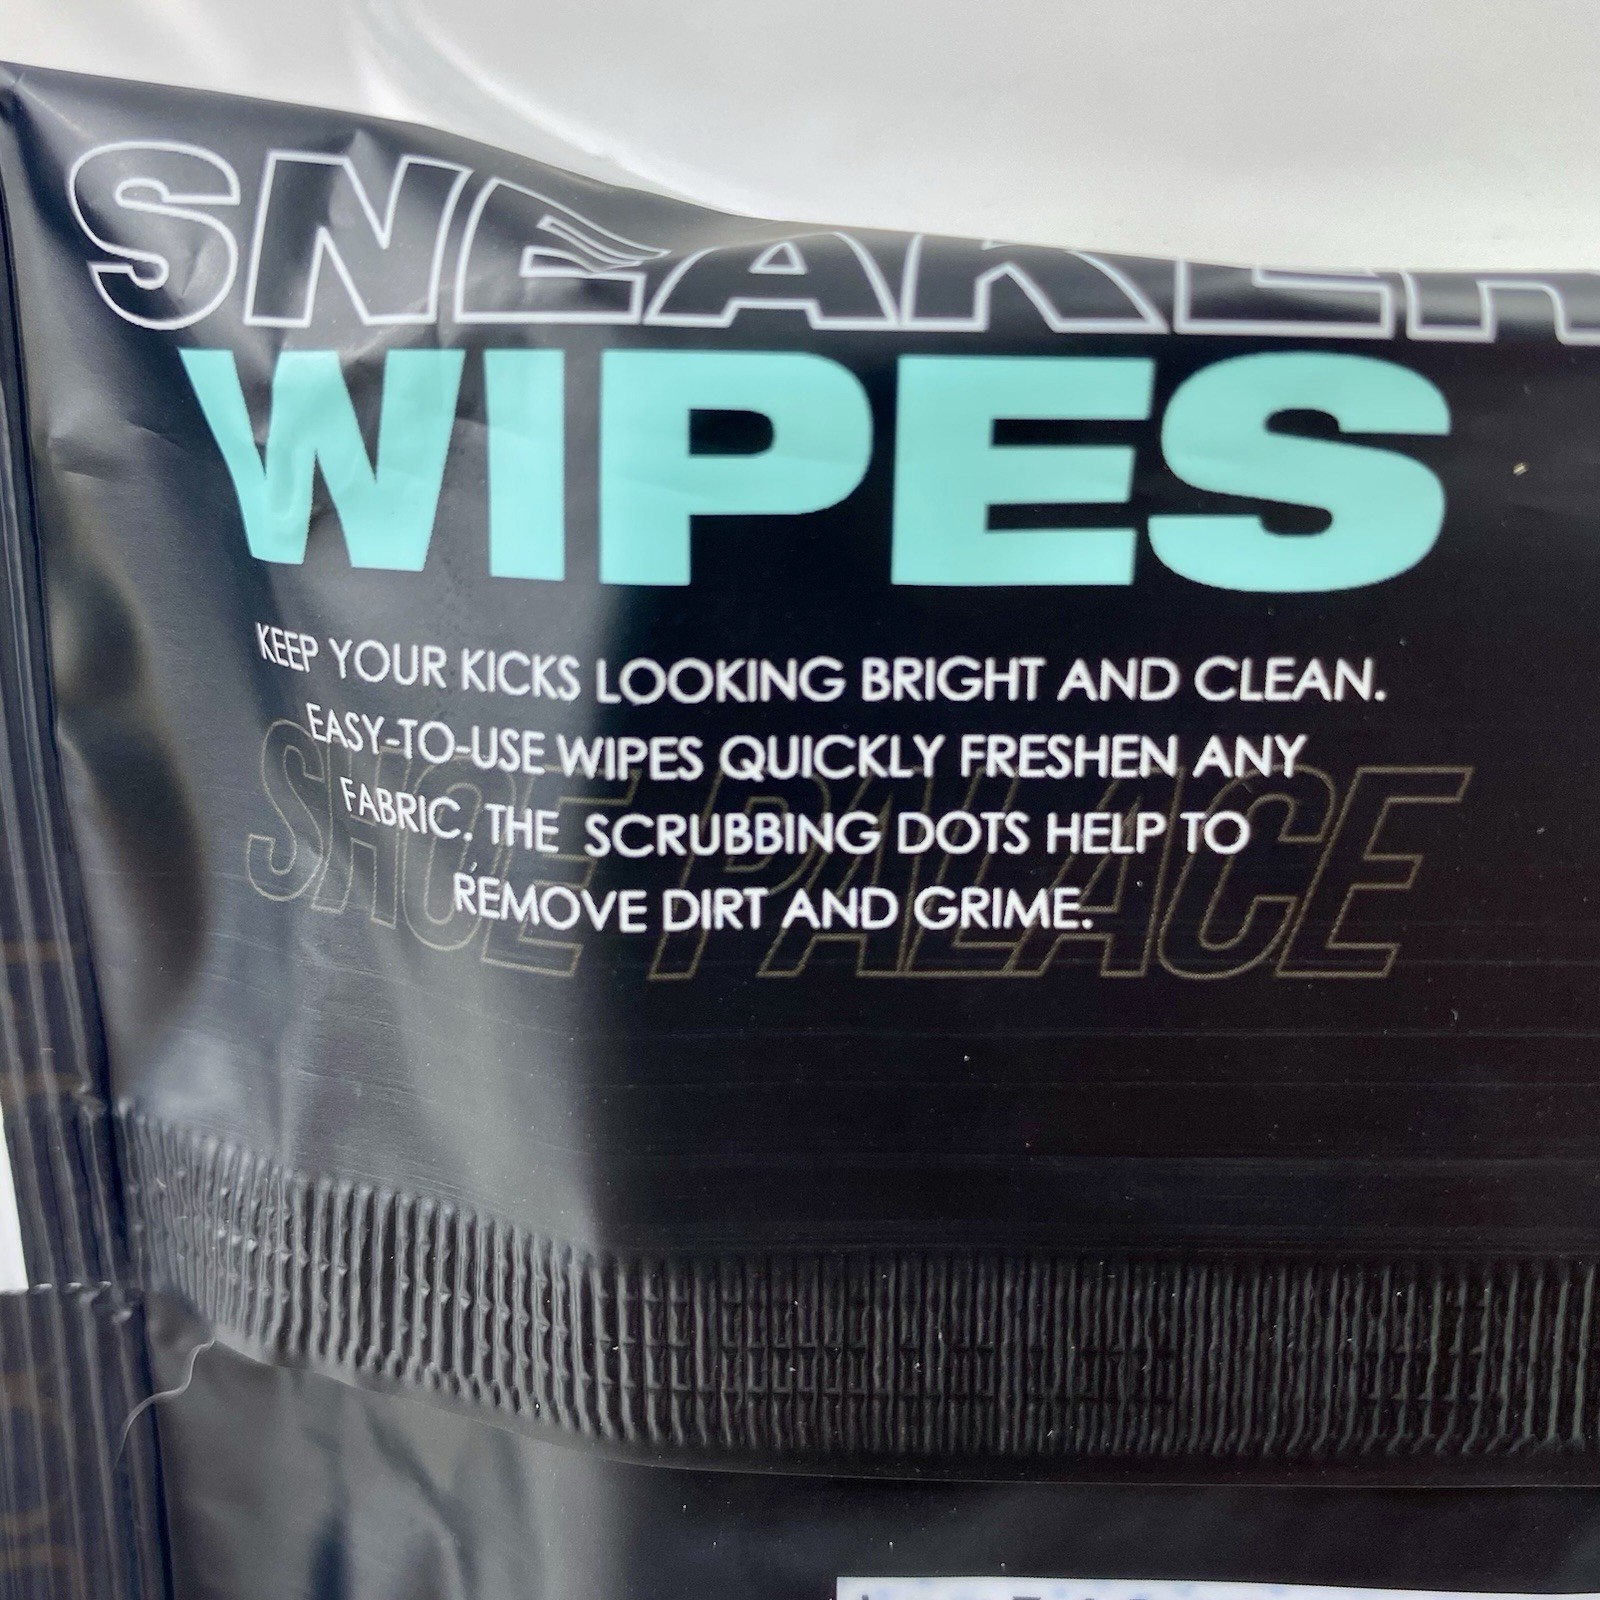 SNEAKER
WIPES
KEEP YOUR KICKS LOOKING BRIGHT AND CLEAN.
EASY-TO-USE WIPES QUICKLY FRESHEN ANY
FABRIC. THE SCRUBBING DOTS HELP TO
REMOVE DIRT AND GRIME.
SHOE PALACE